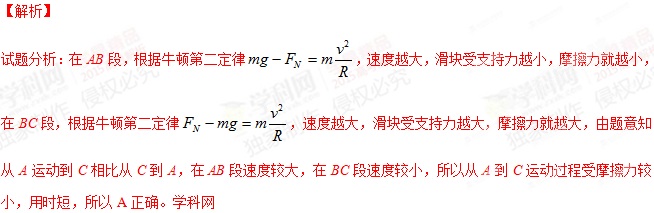 【解析】
试题分析：在 AB 段，根据牛顿第二定律 $mg - F_N = m\frac{v^2}{R}$，速度越大，滑块受支持力越小，摩擦力就越小，
在 BC 段，根据牛顿第二定律 $F_N - mg = m\frac{v^2}{R}$，速度越大，滑块受支持力越大，摩擦力就越大，由题意知
从 A 运动到 C 相比从 C 到 A，在 AB 段速度较大，在 BC 段速度较小，所以从 A 到 C 运动过程受摩擦力较
小，用时短，所以 A 正确。学科网